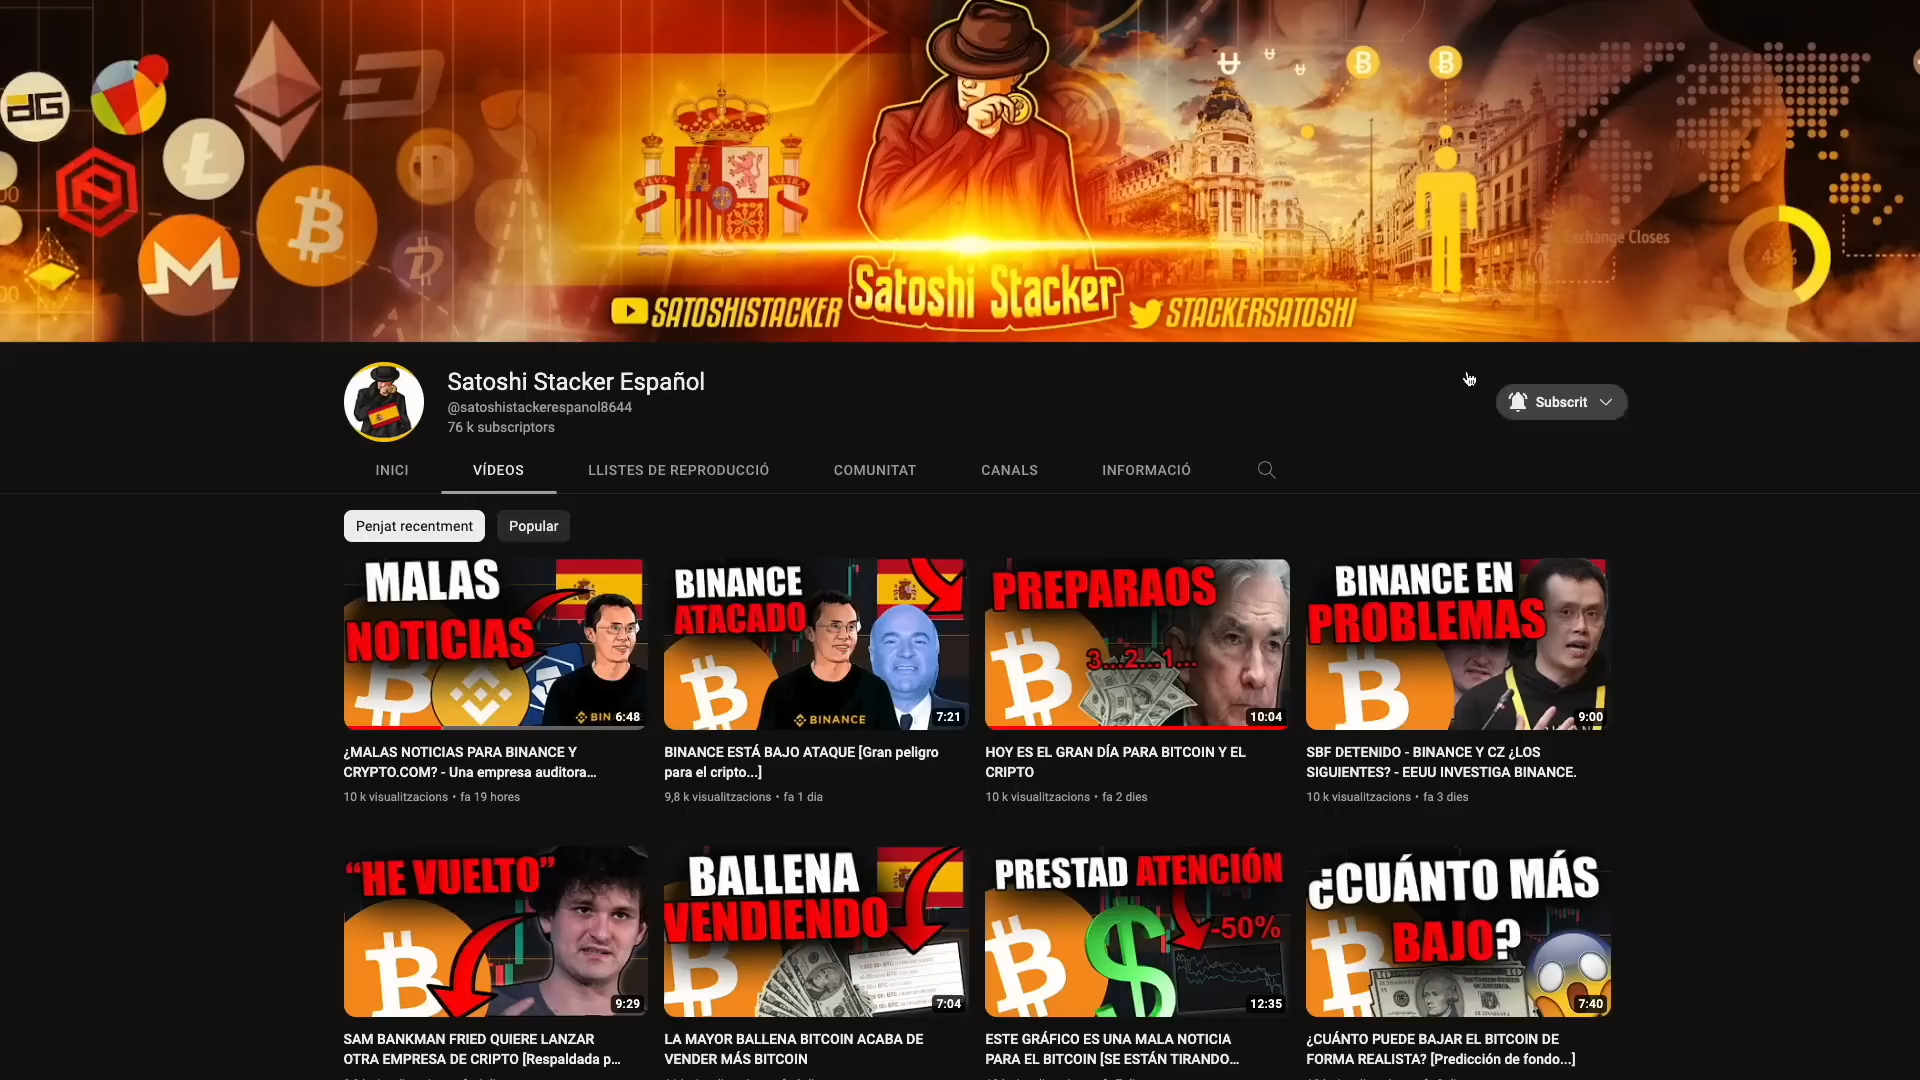 Exchange Closes
45%
Satoshi Stacker
SATOSHISTACKER
STACKERSATOSHI
Satoshi Stacker Español
@satoshistackerespanol8644
76 k subscriptors
Subscrit
INICI
VÍDEOS
LLISTES DE REPRODUCCIÓ
COMUNITAT
CANALS
INFORMACIÓ
Penjat recentment
Popular
MALAS
NOTICIAS
BIN 6:48
¿MALAS NOTICIAS PARA BINANCE Y
CRYPTO.COM? - Una empresa auditora...
10 k visualitzacions • fa 19 hores
BINANCE
ATACADO
BINANCE
7:21
BINANCE ESTÁ BAJO ATAQUE [Gran peligro
para el cripto...]
9,8 k visualitzacions • fa 1 dia
PREPARAOS
3...2...1...
10:04
HOY ES EL GRAN DÍA PARA BITCOIN Y EL
CRIPTO
10 k visualitzacions • fa 2 dies
BINANCE EN
PROBLEMAS
9:00
SBF DETENIDO - BINANCE Y CZ ¿LOS
SIGUIENTES? - EEUU INVESTIGA BINANCE.
10 k visualitzacions • fa 3 dies
"HE VUELTO"
9:29
SAM BANKMAN FRIED QUIERE LANZAR
OTRA EMPRESA DE CRIPTO [Respaldada p...
BALLENA
VENDIENDO
7:04
LA MAYOR BALLENA BITCOIN ACABA DE
VENDER MÁS BITCOIN
PRESTAD ATENCIÓN
-50%
12:35
ESTE GRÁFICO ES UNA MALA NOTICIA
PARA EL BITCOIN [SE ESTÁN TIRANDO...
¿CUÁNTO MÁS
BAJO?
7:40
¿CUÁNTO PUEDE BAJAR EL BITCOIN DE
FORMA REALISTA? [Predicción de fondo...]